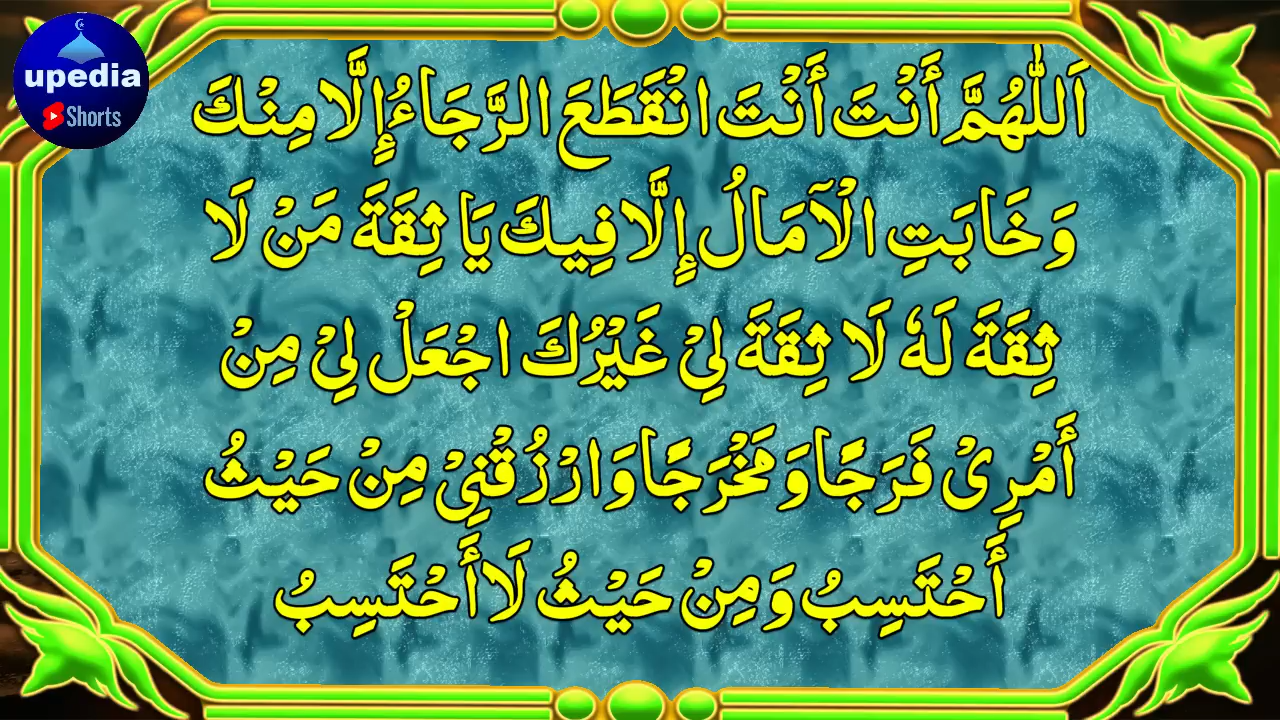 upedia
Shorts
اَللّٰهُمَّ أَنْتَ أَنْتَ انْقَطَعَ الرَّجَاءُ إِلَّا مِنْكَ
وَخَابَتِ الْآمَالُ إِلَّا فِيكَ يَا ثِقَةَ مَنْ لَا
ثِقَةَ لَهٗ لَا ثِقَةَ لِيْ غَيْرُكَ اجْعَلْ لِيْ مِنْ
أَمْرِيْ فَرَجًا وَمَخْرَجًا وَارْزُقْنِيْ مِنْ حَيْثُ
أَحْتَسِبُ وَمِنْ حَيْثُ لَا أَحْتَسِبُ